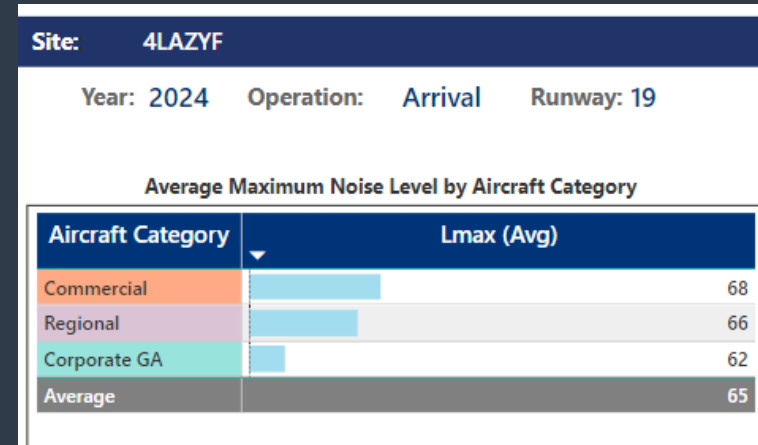 Site: 4LAZYF
Year: 2024 Operation: Arrival Runway: 19
Average Maximum Noise Level by Aircraft Category
Aircraft Category Lmax (Avg)
Commercial 68
Regional 66
Corporate GA 62
Average 65